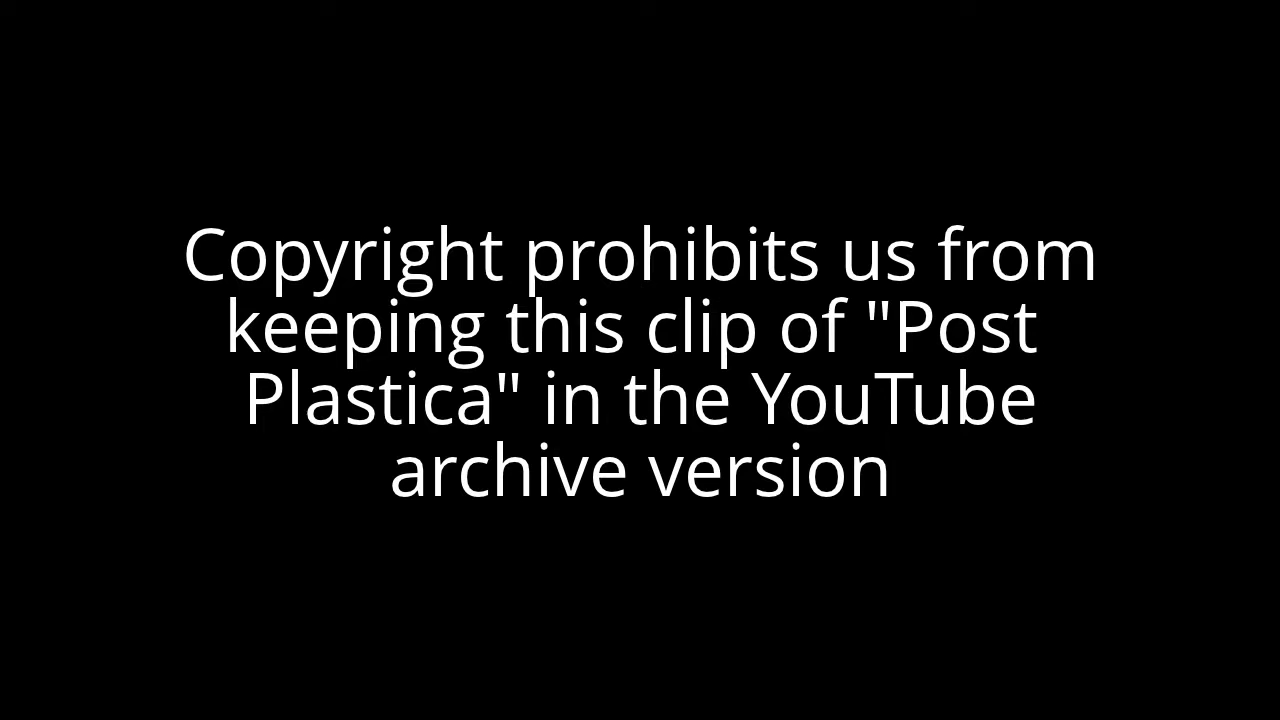 Copyright prohibits us from
keeping this clip of "Post
Plastica" in the YouTube
archive version